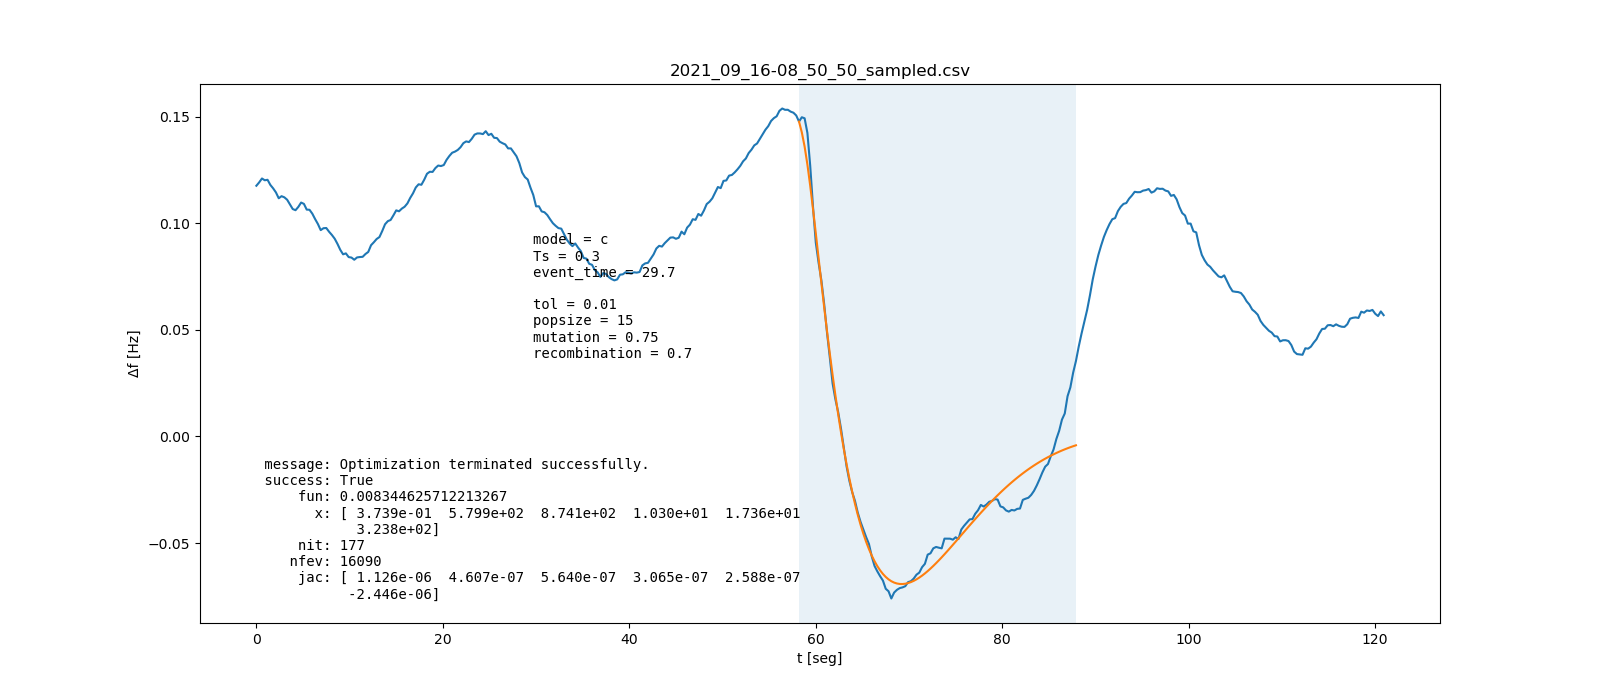 2021_09_16-08_50_50_sampled.csv
0.15
0.10
0.05
0.00
−0.05
Δf [Hz]
model = c
Ts = 0.3
event_time = 29.7
tol = 0.01
popsize = 15
mutation = 0.75
recombination = 0.7
message: Optimization terminated successfully.
success: True
fun: 0.008344625712213267
x: [ 3.739e-01  5.799e+02  8.741e+02  1.030e+01  1.736e+01
3.238e+02]
nit: 177
nfev: 16090
jac: [ 1.126e-06  4.607e-07  5.640e-07  3.065e-07  2.588e-07
-2.446e-06]
0 20 40 60 80 100 120
t [seg]